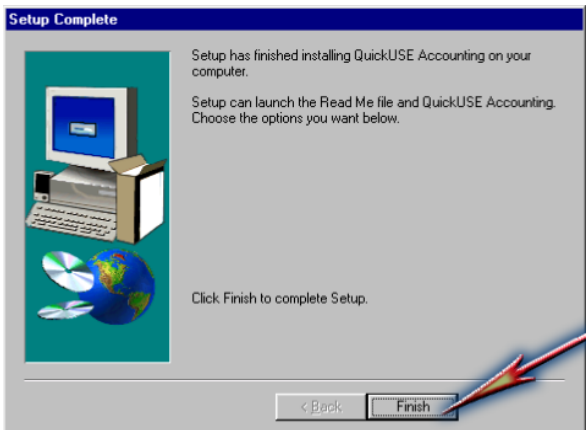 Setup Complete
Setup has finished installing QuickUSE Accounting on your
computer.
Setup can launch the Read Me file and QuickUSE Accounting.
Choose the options you want below.
Click Finish to complete Setup.
< Back
Finish